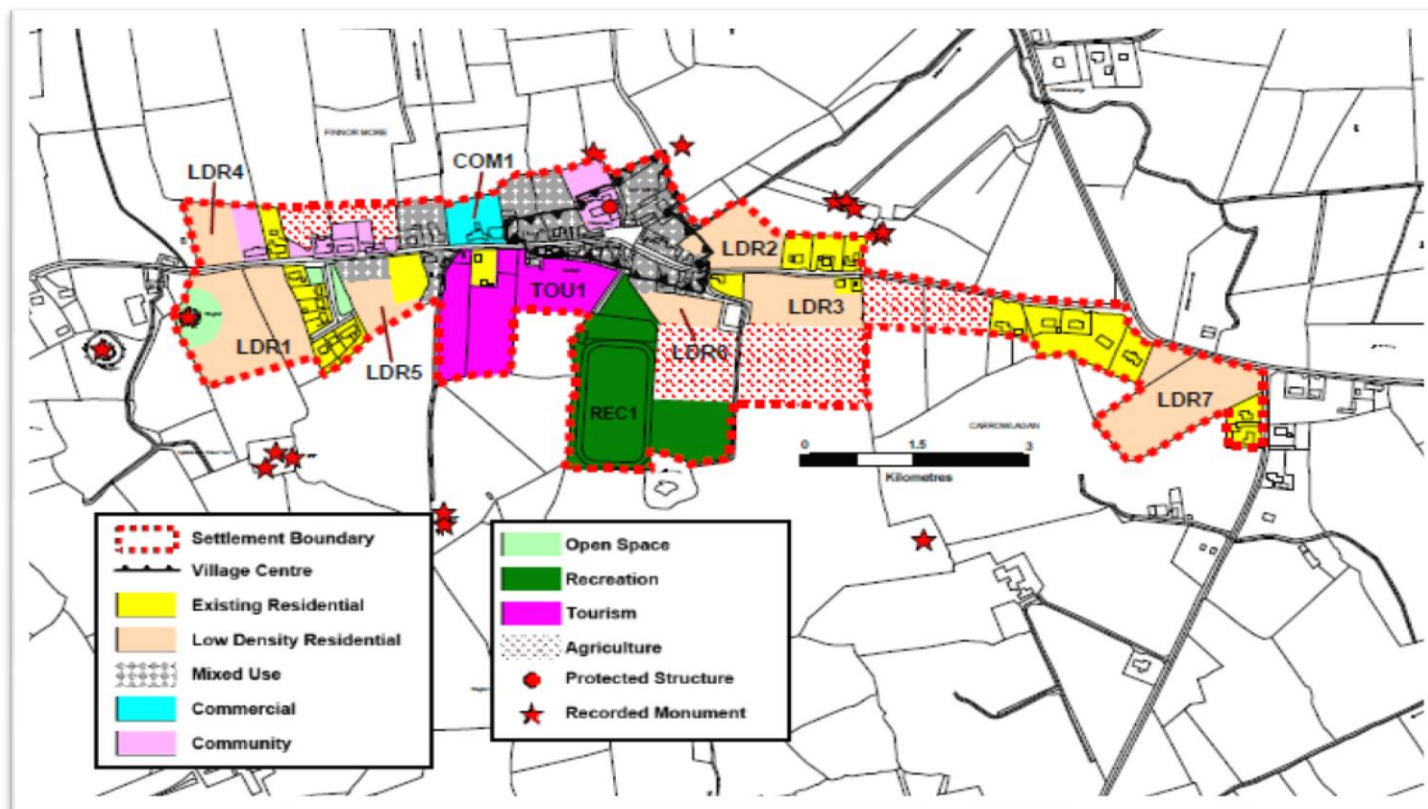 FINNOR MORE
COM1
LDR4
LDR2
TOU1
LDR3
LDR1
LDR5
LDR6
REC1
LDR7
CARROWLAGAN
0 1.5 3
Kilometres
Settlement Boundary
Village Centre
Existing Residential
Low Density Residential
Mixed Use
Commercial
Community
Open Space
Recreation
Tourism
Agriculture
Protected Structure
Recorded Monument